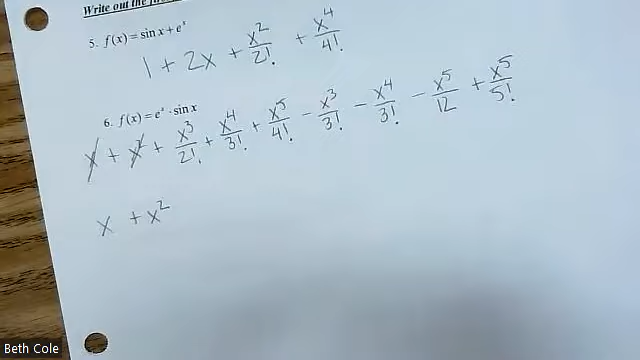 Write out the
5. f(x) = sin x + e^x
1 + 2x + x^2/2! + x^4/4!
6. f(x) = e^x · sin x
x + x^2 + x^3/2! + x^4/3! + x^5/4! - x^3/3! - x^4/3! - x^5/12 + x^5/5!
x + x^2
Beth Cole